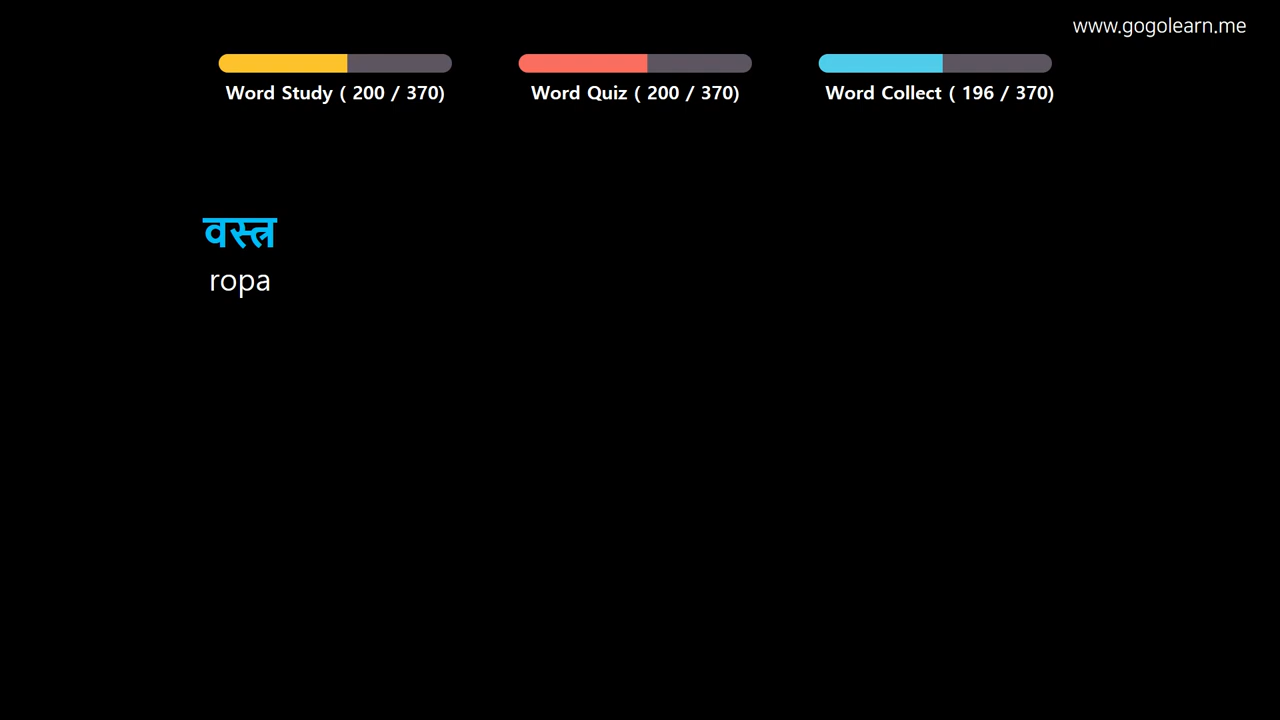 www.gogolearn.me
Word Study ( 200 / 370)
Word Quiz ( 200 / 370)
Word Collect ( 196 / 370)
वस्त्र
ropa